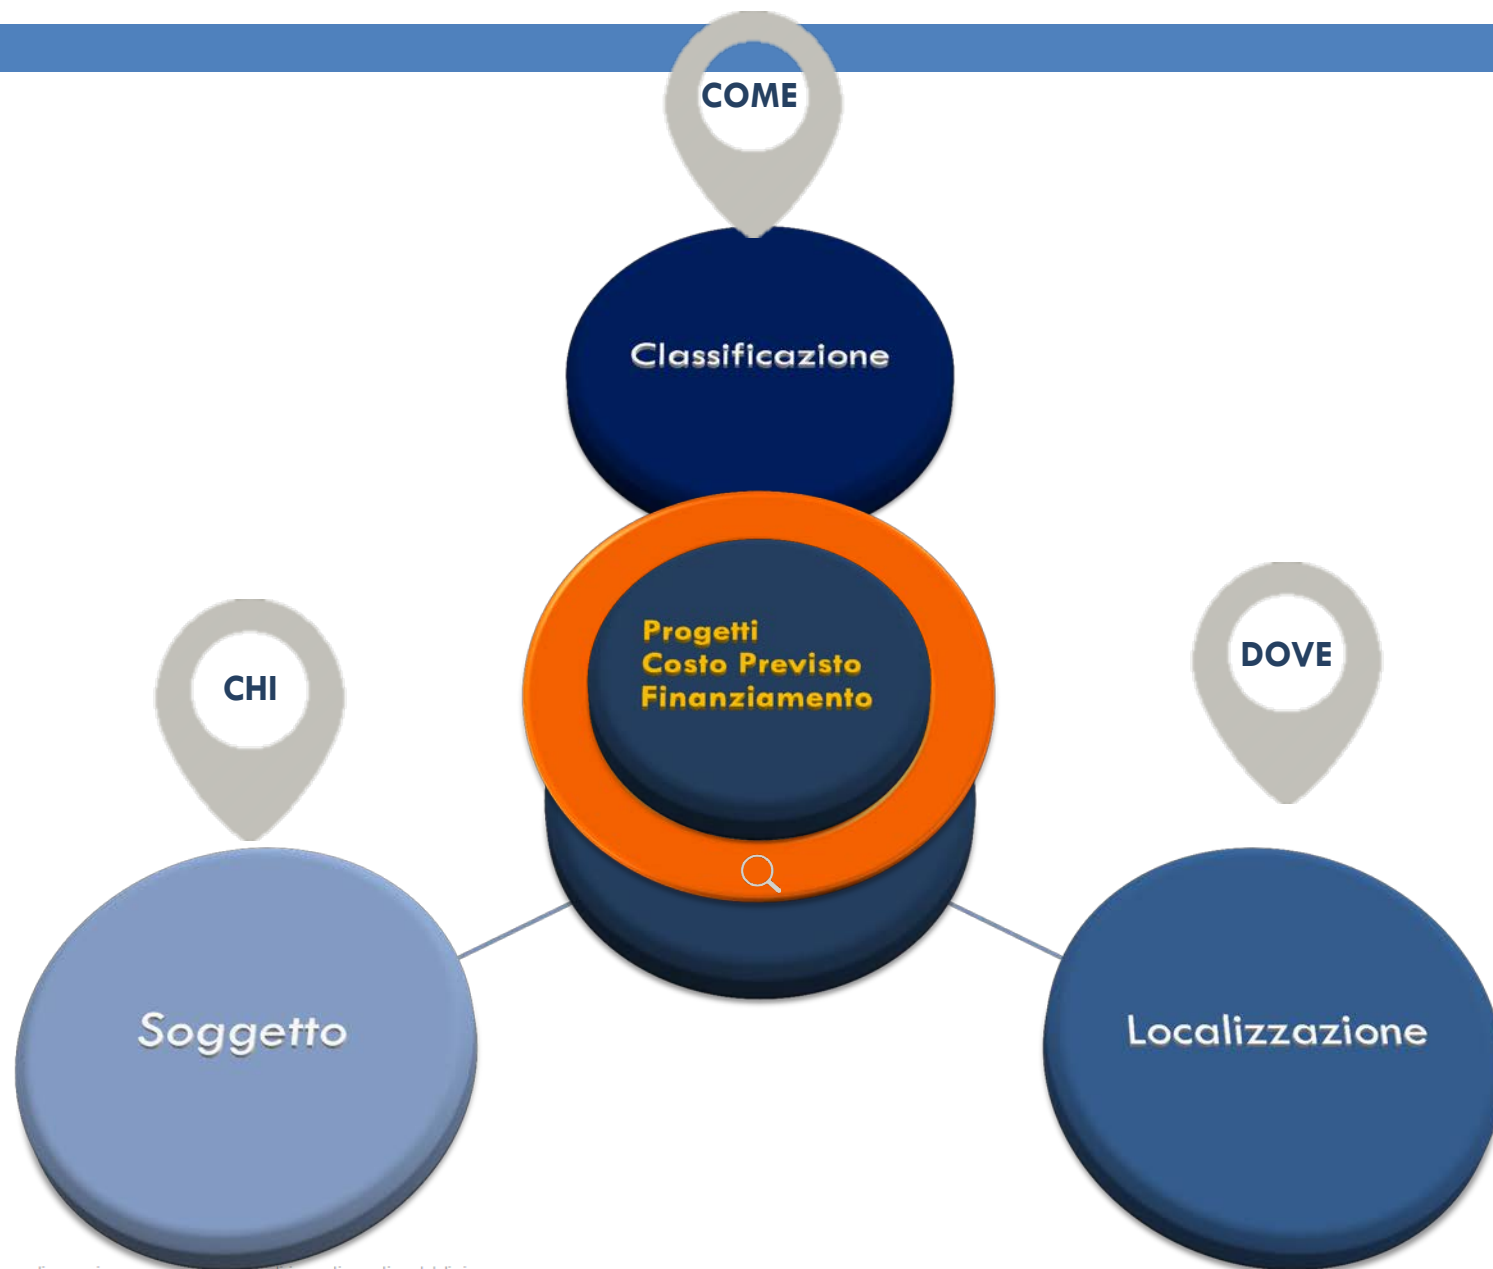 COME
Classificazione
Progetti
Costo Previsto
Finanziamento
CHI
DOVE
Soggetto
Localizzazione